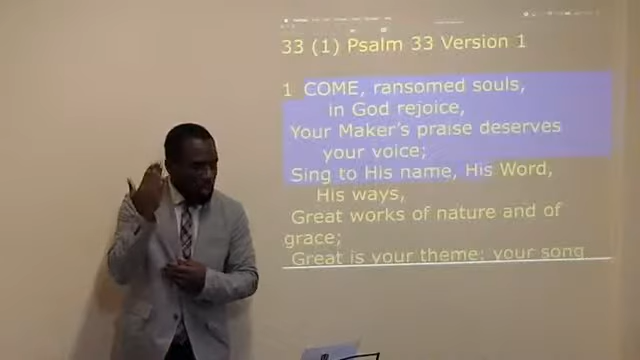 33 (1) Psalm 33 Version 1
1 COME, ransomed souls,
in God rejoice,
Your Maker's praise deserves
your voice;
Sing to His name, His Word,
His ways,
Great works of nature and of
grace;
Great is your theme; your song